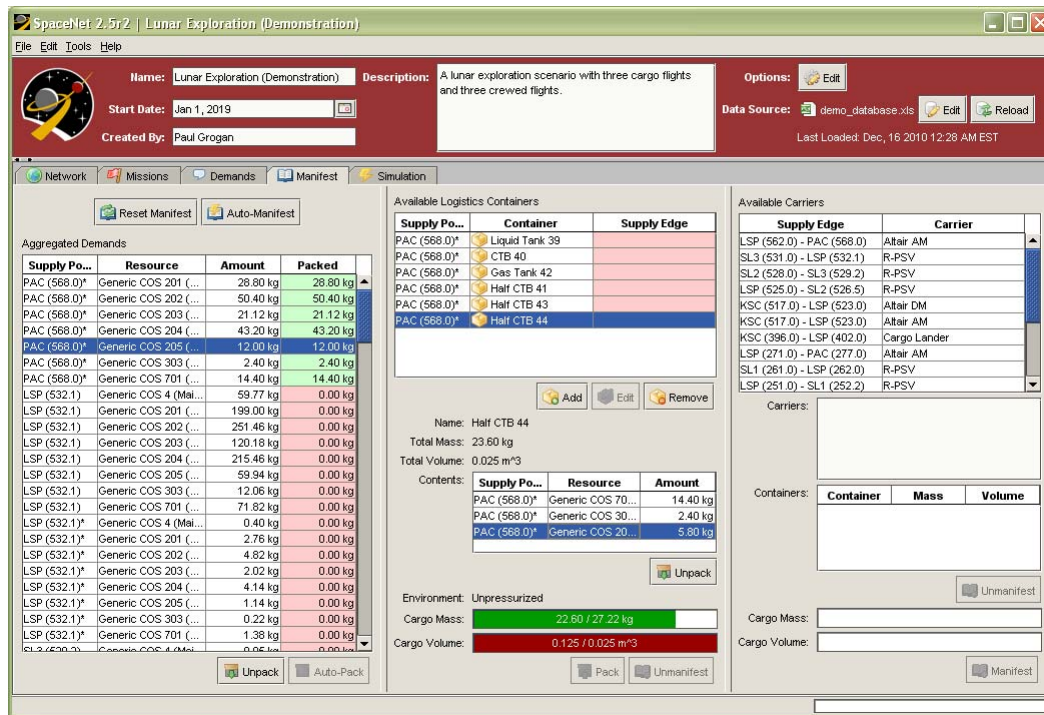 SpaceNet 2.5r2 | Lunar Exploration (Demonstration)
File Edit Tools Help
Name: Lunar Exploration (Demonstration)
Start Date: Jan 1, 2019
Created By: Paul Grogan
Description: A lunar exploration scenario with three cargo flights
and three crewed flights.
Options: Edit
Data Source: demo_database.xls Edit Reload
Last Loaded: Dec, 16 2010 12:28 AM EST
Network Missions Demands Manifest Simulation
Reset Manifest Auto-Manifest
Aggregated Demands
Supply Po... Resource Amount Packed
PAC (568.0)* Generic COS 201 (... 28.80 kg 28.80 kg
PAC (568.0)* Generic COS 202 (... 50.40 kg 50.40 kg
PAC (568.0)* Generic COS 203 (... 21.12 kg 21.12 kg
PAC (568.0)* Generic COS 204 (... 43.20 kg 43.20 kg
PAC (568.0)* Generic COS 205 (... 12.00 kg 12.00 kg
PAC (568.0)* Generic COS 303 (... 2.40 kg 2.40 kg
PAC (568.0)* Generic COS 701 (... 14.40 kg 14.40 kg
LSP (532.1) Generic COS 4 (Mai... 59.77 kg 0.00 kg
LSP (532.1) Generic COS 201 (... 199.00 kg 0.00 kg
LSP (532.1) Generic COS 202 (... 251.46 kg 0.00 kg
LSP (532.1) Generic COS 203 (... 120.18 kg 0.00 kg
LSP (532.1) Generic COS 204 (... 215.46 kg 0.00 kg
LSP (532.1) Generic COS 205 (... 59.94 kg 0.00 kg
LSP (532.1) Generic COS 303 (... 12.06 kg 0.00 kg
LSP (532.1) Generic COS 701 (... 71.82 kg 0.00 kg
LSP (532.1)* Generic COS 4 (Mai... 0.40 kg 0.00 kg
LSP (532.1)* Generic COS 201 (... 2.76 kg 0.00 kg
LSP (532.1)* Generic COS 202 (... 4.82 kg 0.00 kg
LSP (532.1)* Generic COS 203 (... 2.02 kg 0.00 kg
LSP (532.1)* Generic COS 204 (... 4.14 kg 0.00 kg
LSP (532.1)* Generic COS 205 (... 1.14 kg 0.00 kg
LSP (532.1)* Generic COS 303 (... 0.22 kg 0.00 kg
LSP (532.1)* Generic COS 701 (... 1.38 kg 0.00 kg
Unpack Auto-Pack
Available Logistics Containers
Supply Po... Container Supply Edge
PAC (568.0)* Liquid Tank 39
PAC (568.0)* CTB 40
PAC (568.0)* Gas Tank 42
PAC (568.0)* Half CTB 41
PAC (568.0)* Half CTB 43
PAC (568.0)* Half CTB 44
Add Edit Remove
Name: Half CTB 44
Total Mass: 23.60 kg
Total Volume: 0.025 m^3
Contents: Supply Po... Resource Amount
PAC (568.0)* Generic COS 70... 14.40 kg
PAC (568.0)* Generic COS 30... 2.40 kg
PAC (568.0)* Generic COS 20... 5.80 kg
Unpack
Environment: Unpressurized
Cargo Mass: 22.60 / 27.22 kg
Cargo Volume: 0.125 / 0.025 m^3
Pack Unmanifest
Available Carriers
Supply Edge Carrier
LSP (562.0) - PAC (568.0) Altair AM
SL3 (531.0) - LSP (532.1) R-PSV
SL2 (528.0) - SL3 (529.2) R-PSV
LSP (525.0) - SL2 (526.5) R-PSV
KSC (517.0) - LSP (523.0) Altair DM
KSC (517.0) - LSP (523.0) Altair AM
KSC (396.0) - LSP (402.0) Cargo Lander
LSP (271.0) - PAC (277.0) Altair AM
SL1 (261.0) - LSP (262.0) R-PSV
LSP (251.0) - SL1 (252.2) R-PSV
Carriers:
Containers: Container Mass Volume
Unmanifest
Cargo Mass:
Cargo Volume:
Manifest